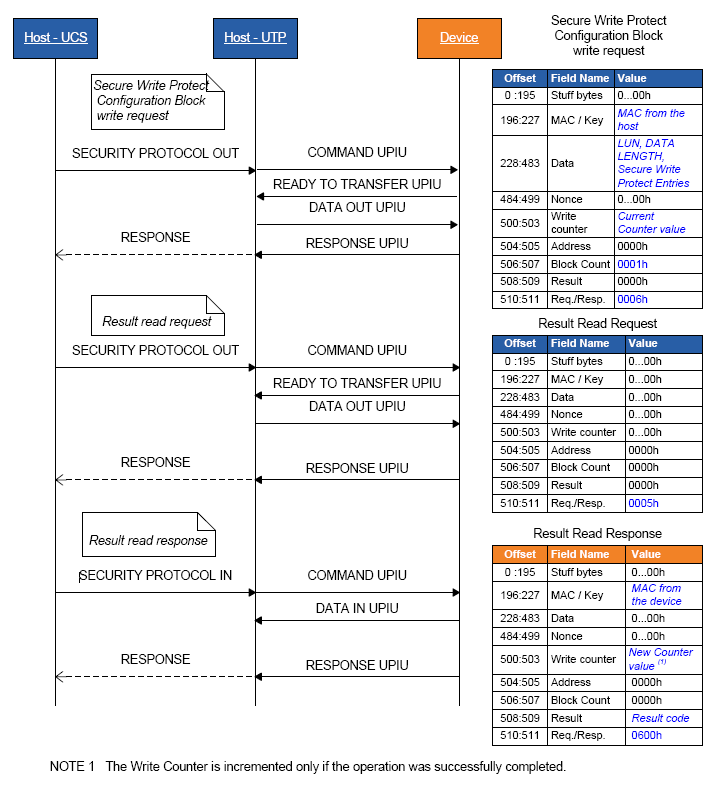 Host - UCS
Host - UTP
Device
Secure Write Protect
Configuration Block
write request
SECURITY PROTOCOL OUT
COMMAND UPIU
READY TO TRANSFER UPIU
DATA OUT UPIU
RESPONSE
RESPONSE UPIU
Result read request
SECURITY PROTOCOL OUT
COMMAND UPIU
READY TO TRANSFER UPIU
DATA OUT UPIU
RESPONSE
RESPONSE UPIU
Result read response
SECURITY PROTOCOL IN
COMMAND UPIU
DATA IN UPIU
RESPONSE
RESPONSE UPIU
Secure Write Protect
Configuration Block
write request
Offset Field Name Value
0 :195 Stuff bytes 0...00h
196:227 MAC / Key MAC from the
host
228:483 Data LUN, DATA
LENGTH,
Secure Write
Protect Entries
484:499 Nonce 0...00h
500:503 Write
counter Current
Counter value
504:505 Address 0000h
506:507 Block Count 0001h
508:509 Result 0000h
510:511 Req./Resp. 0006h
Result Read Request
Offset Field Name Value
0 :195 Stuff bytes 0...00h
196:227 MAC / Key 0...00h
228:483 Data 0...00h
484:499 Nonce 0...00h
500:503 Write counter 0...00h
504:505 Address 0000h
506:507 Block Count 0000h
508:509 Result 0000h
510:511 Req./Resp. 0005h
Result Read Response
Offset Field Name Value
0 :195 Stuff bytes 0...00h
196:227 MAC / Key MAC from
the device
228:483 Data 0...00h
484:499 Nonce 0...00h
500:503 Write counter New Counter
value (1)
504:505 Address 0000h
506:507 Block Count 0000h
508:509 Result Result code
510:511 Req./Resp. 0600h
NOTE 1 The Write Counter is incremented only if the operation was successfully completed.